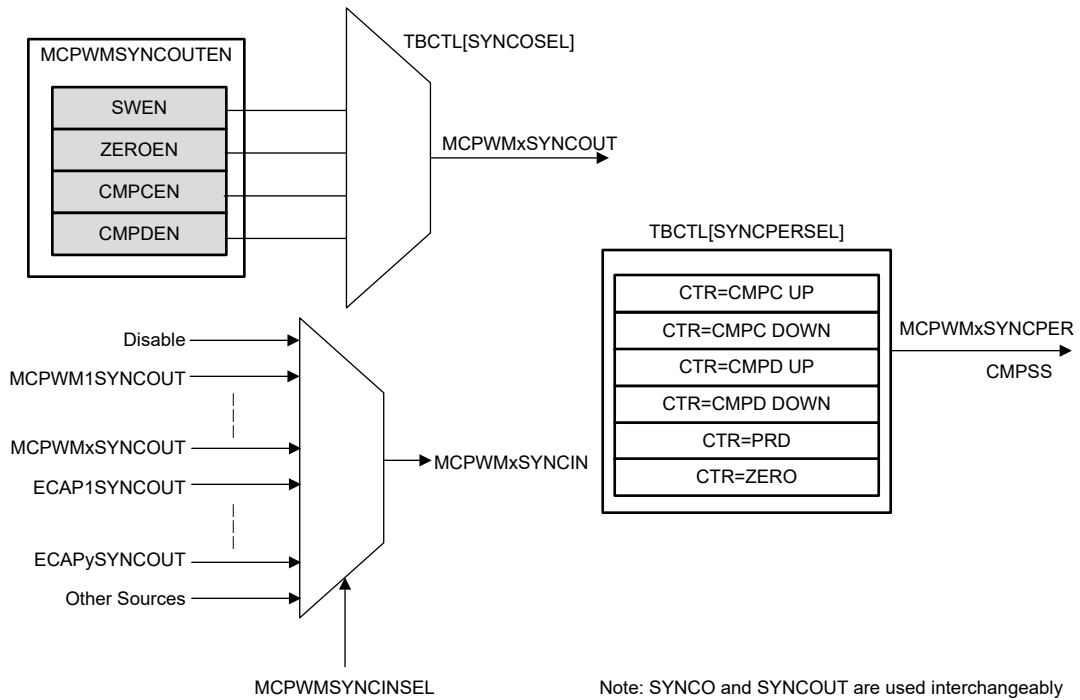 MCPWMSYNCOUTEN
SWEN
ZEROEN
CMPCEN
CMPDEN
TBCTL[SYNCOSEL]
MCPWMxSYNCOUT
Disable
MCPWM1SYNCOUT
MCPWMxSYNCOUT
ECAP1SYNCOUT
ECAPySYNCOUT
Other Sources
MCPWMxSYNCIN
MCPWMSYNCINSEL
TBCTL[SYNCPERSEL]
CTR=CMPC UP
CTR=CMPC DOWN
CTR=CMPD UP
CTR=CMPD DOWN
CTR=PRD
CTR=ZERO
MCPWMxSYNCPER
CMPSS
Note: SYNCO and SYNCOUT are used interchangeably